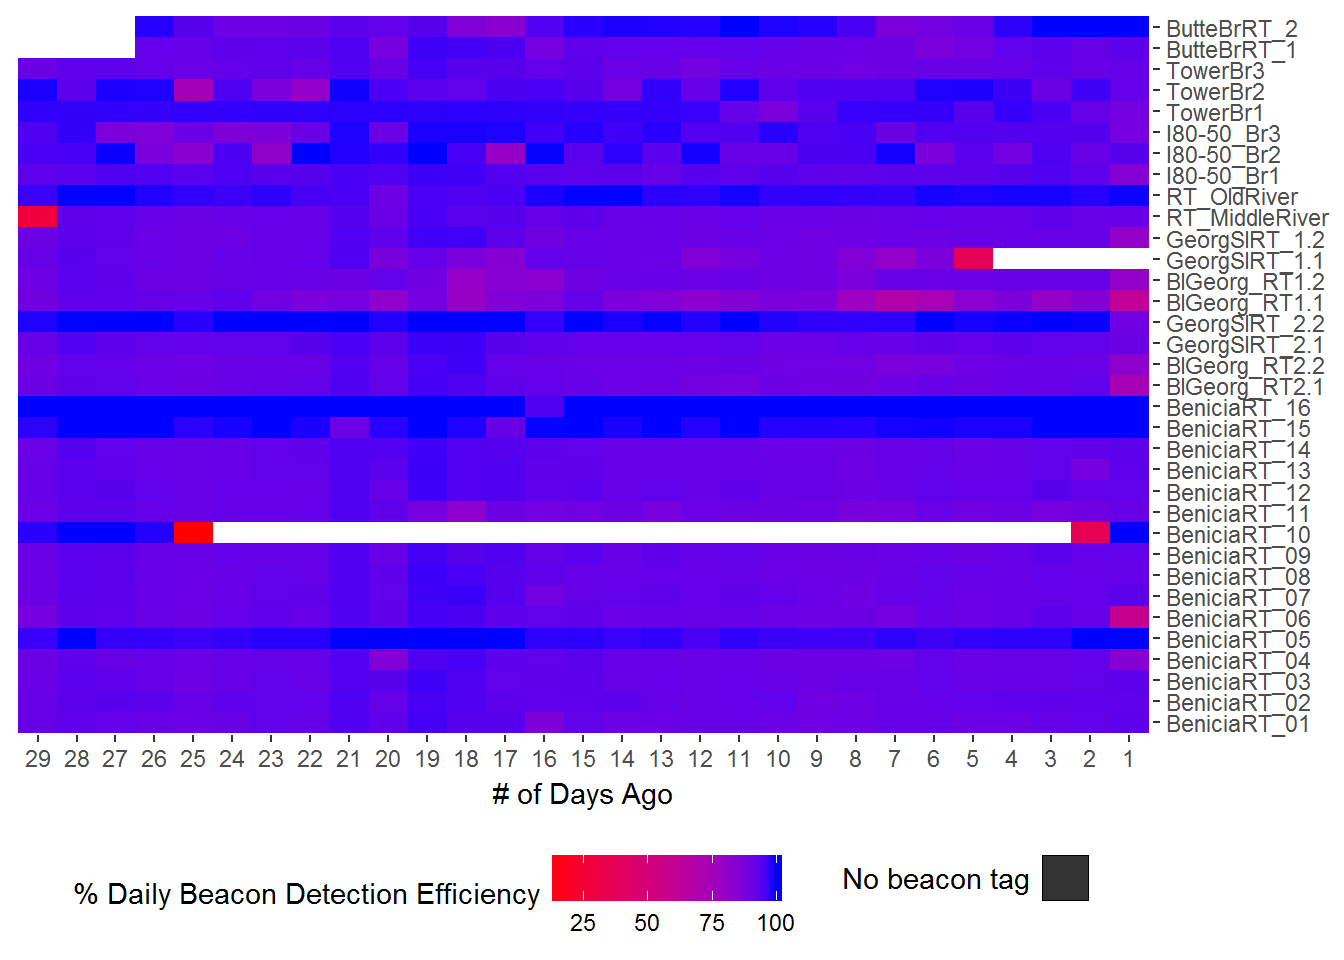 ButteBrRT_2
ButteBrRT_1
TowerBr3
TowerBr2
TowerBr1
I80-50_Br3
I80-50_Br2
I80-50_Br1
RT_OldRiver
RT_MiddleRiver
GeorgSlRT_1.2
GeorgSlRT_1.1
BlGeorg_RT1.2
BlGeorg_RT1.1
GeorgSlRT_2.2
GeorgSlRT_2.1
BlGeorg_RT2.2
BlGeorg_RT2.1
BeniciaRT_16
BeniciaRT_15
BeniciaRT_14
BeniciaRT_13
BeniciaRT_12
BeniciaRT_11
BeniciaRT_10
BeniciaRT_09
BeniciaRT_08
BeniciaRT_07
BeniciaRT_06
BeniciaRT_05
BeniciaRT_04
BeniciaRT_03
BeniciaRT_02
BeniciaRT_01
29 28 27 26 25 24 23 22 21 20 19 18 17 16 15 14 13 12 11 10 9 8 7 6 5 4 3 2 1
# of Days Ago
% Daily Beacon Detection Efficiency
25 50 75 100
No beacon tag